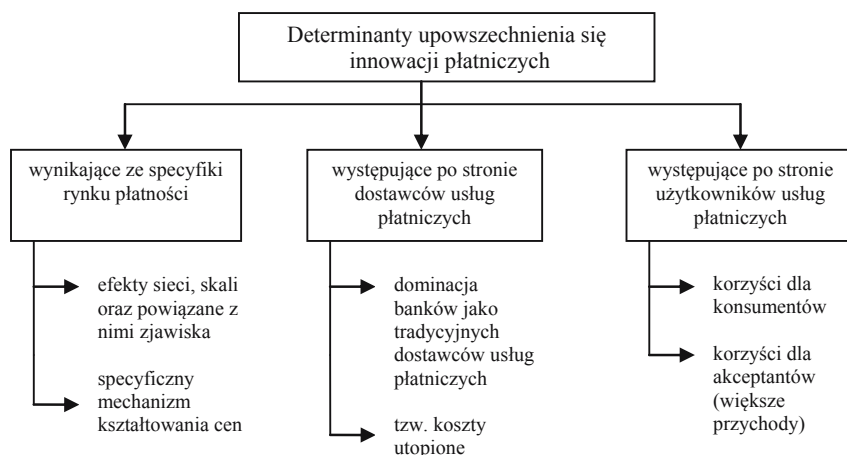 Determinanty upowszechnienia się
innowacji płatniczych
wynikające ze specyfiki
rynku płatności
występujące po stronie
dostawców usług
płatniczych
występujące po stronie
użytkowników usług
płatniczych
efekty sieci, skali
oraz powiązane z
nimi zjawiska
specyficzny
mechanizm
kształtowania cen
dominacja
banków jako
tradycyjnych
dostawców usług
płatniczych
tzw. koszty
utopione
korzyści dla
konsumentów
korzyści dla
akceptantów
(większe
przychody)